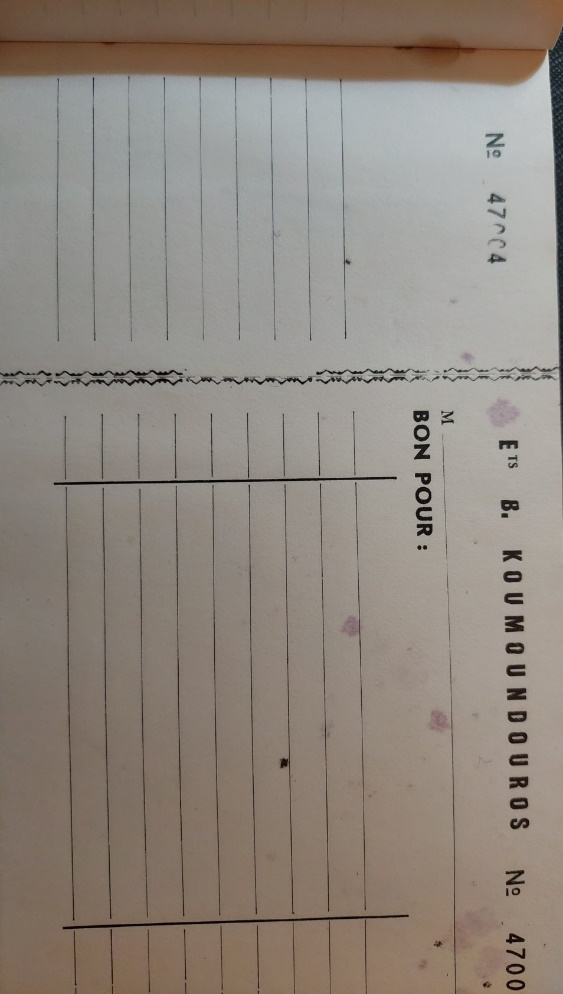 Nº 47004
Eᵀˢ B. KOUMOUNDOUROS Nº 4700
M
BON POUR :